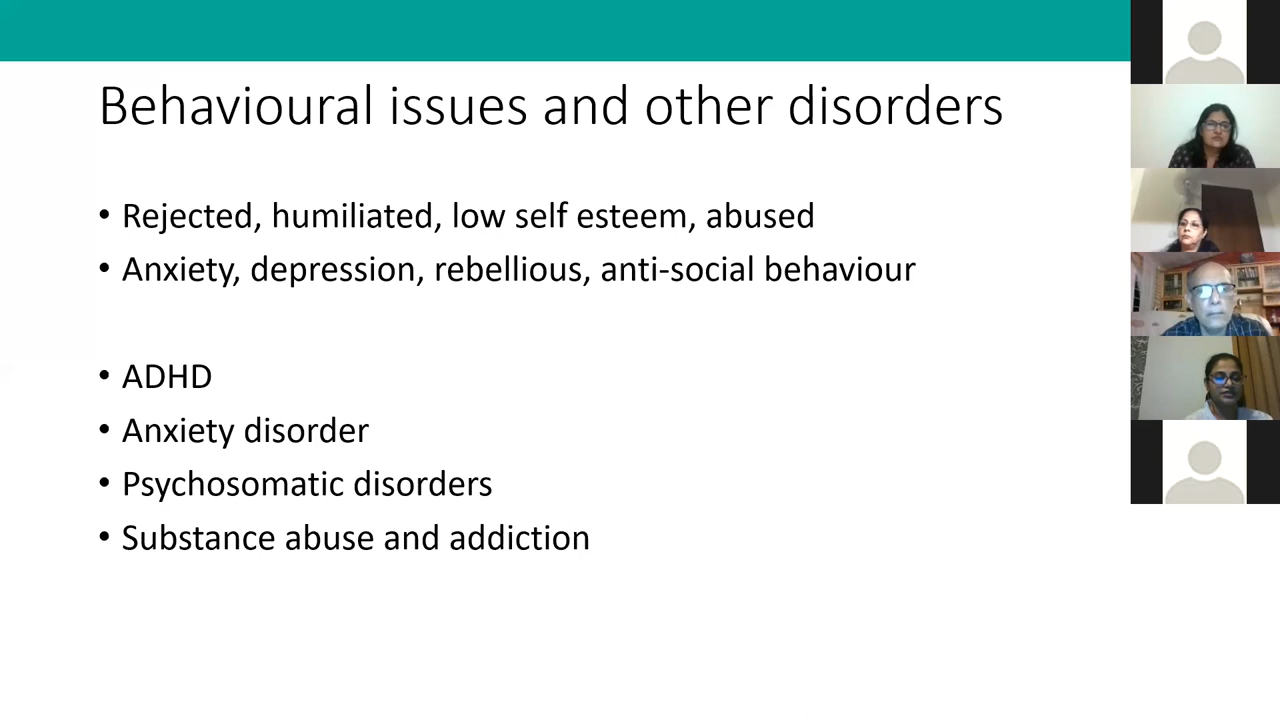 Behavioural issues and other disorders
• Rejected, humiliated, low self esteem, abused
• Anxiety, depression, rebellious, anti-social behaviour
• ADHD
• Anxiety disorder
• Psychosomatic disorders
• Substance abuse and addiction